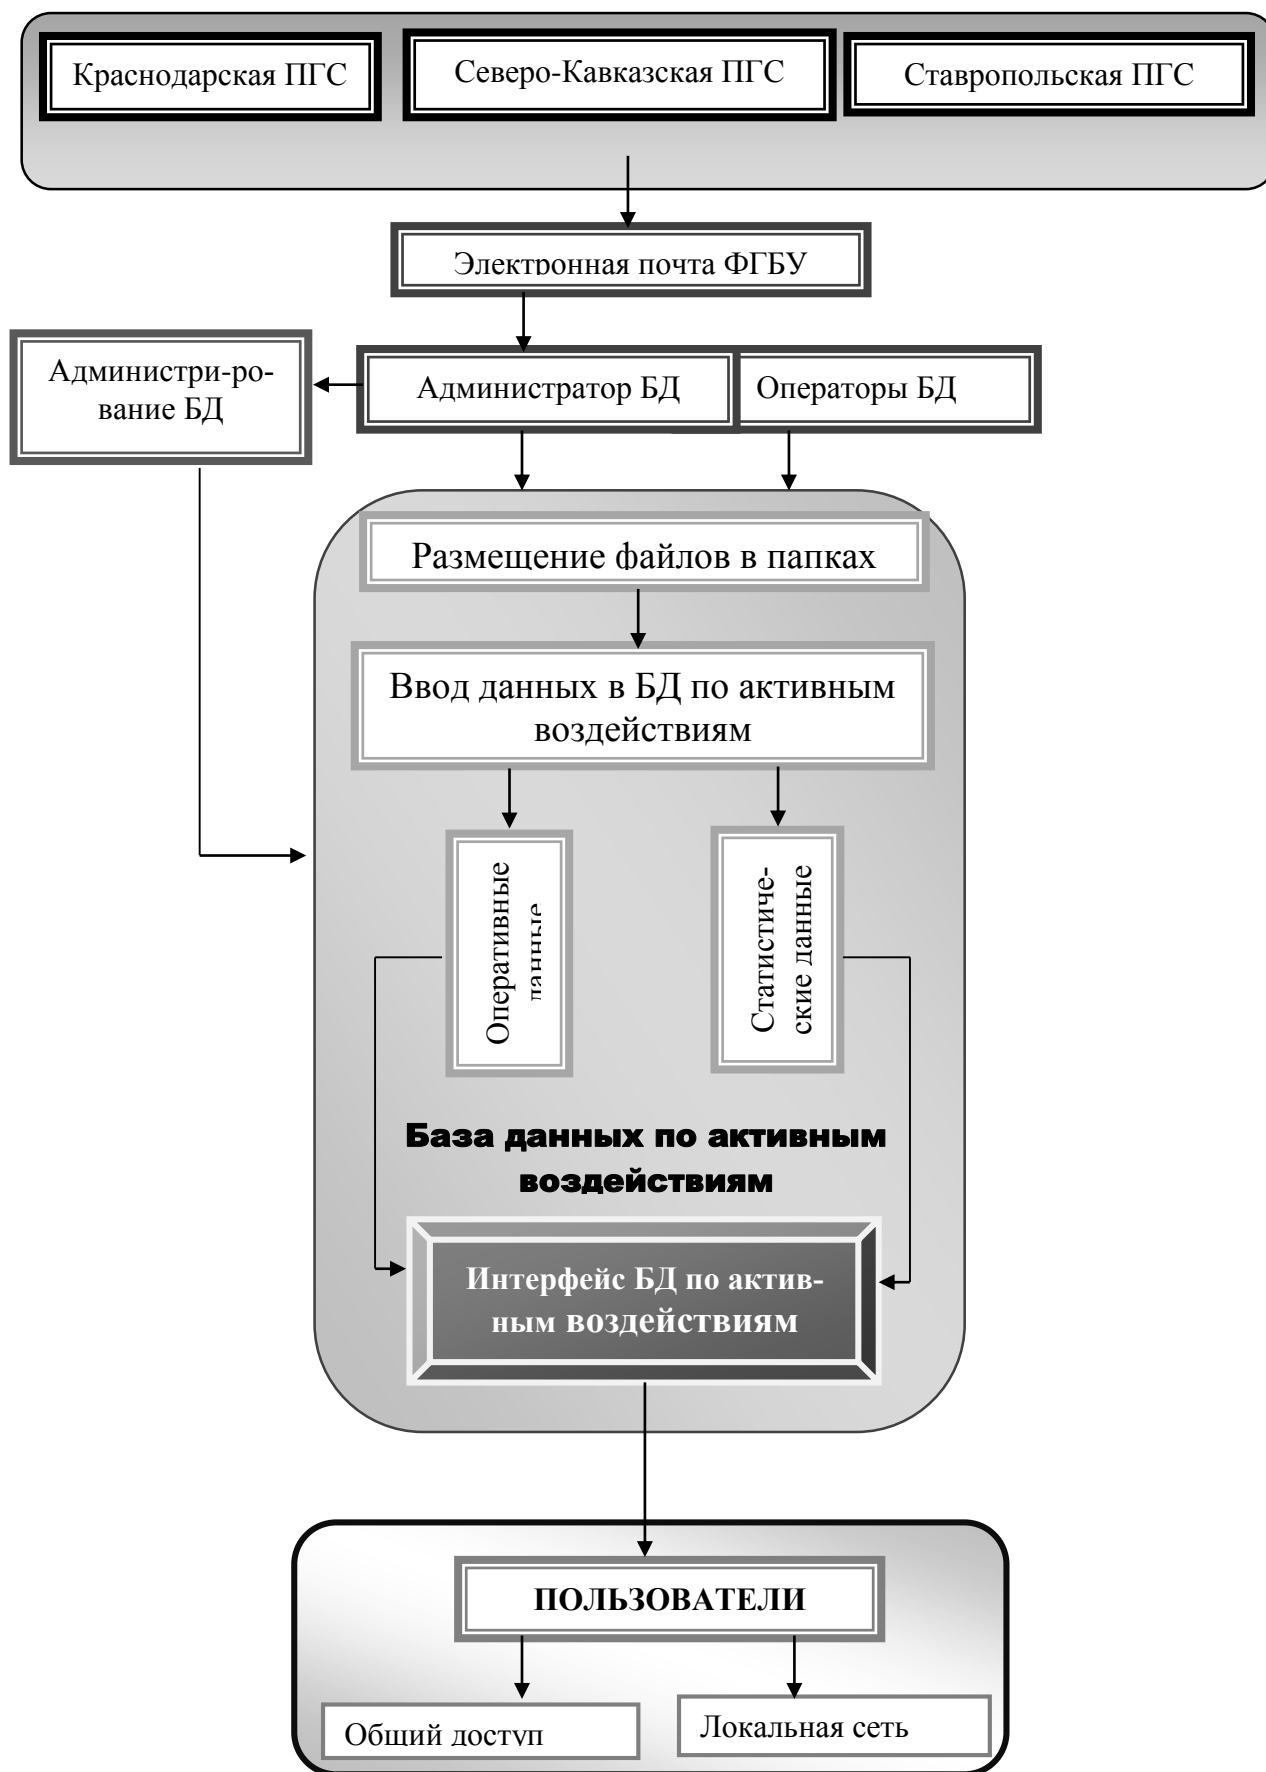 Краснодарская ПГС
Северо-Кавказская ПГС
Ставропольская ПГС
Электронная почта ФГБУ
Администри-ро-
вание БД
Администратор БД
Операторы БД
Размещение файлов в папках
Ввод данных в БД по активным
воздействиям
Оперативные
данные
Статистиче-
ские данные
База данных по активным
воздействиям
Интерфейс БД по актив-
ным воздействиям
ПОЛЬЗОВАТЕЛИ
Общий доступ
Локальная сеть